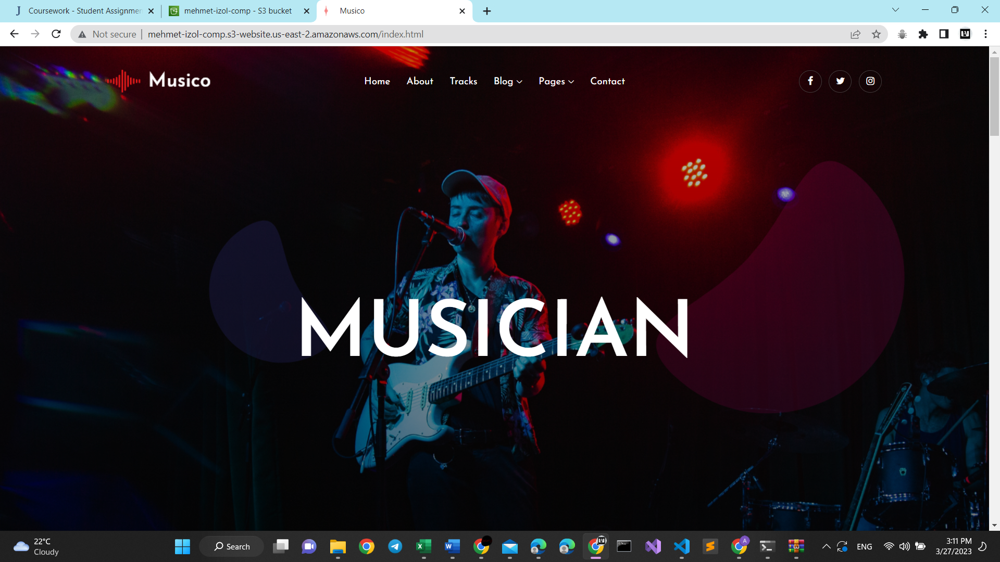 Coursework - Student Assignmen
mehmet-izol-comp - S3 bucket
Musico
Not secure
mehmet-izol-comp.s3-website.us-east-2.amazonaws.com/index.html
Musico
Home
About
Tracks
Blog
Pages
Contact
MUSICIAN
22°C
Cloudy
Search
ENG
3:11 PM
3/27/2023